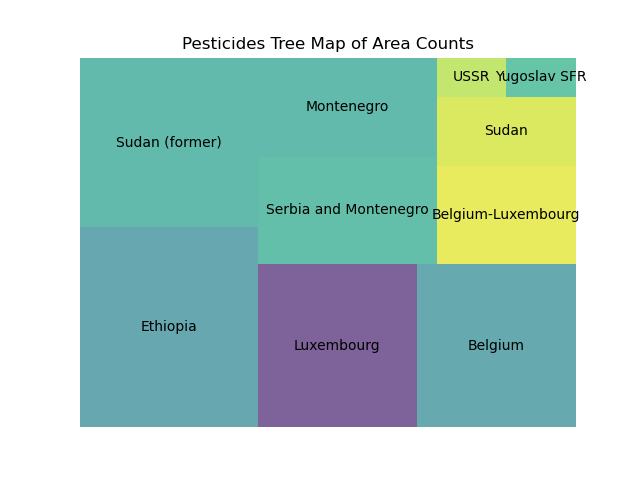 Pesticides Tree Map of Area Counts
USSR
Yugoslav SFR
Montenegro
Sudan
Sudan (former)
Serbia and Montenegro
Belgium-Luxembourg
Ethiopia
Luxembourg
Belgium